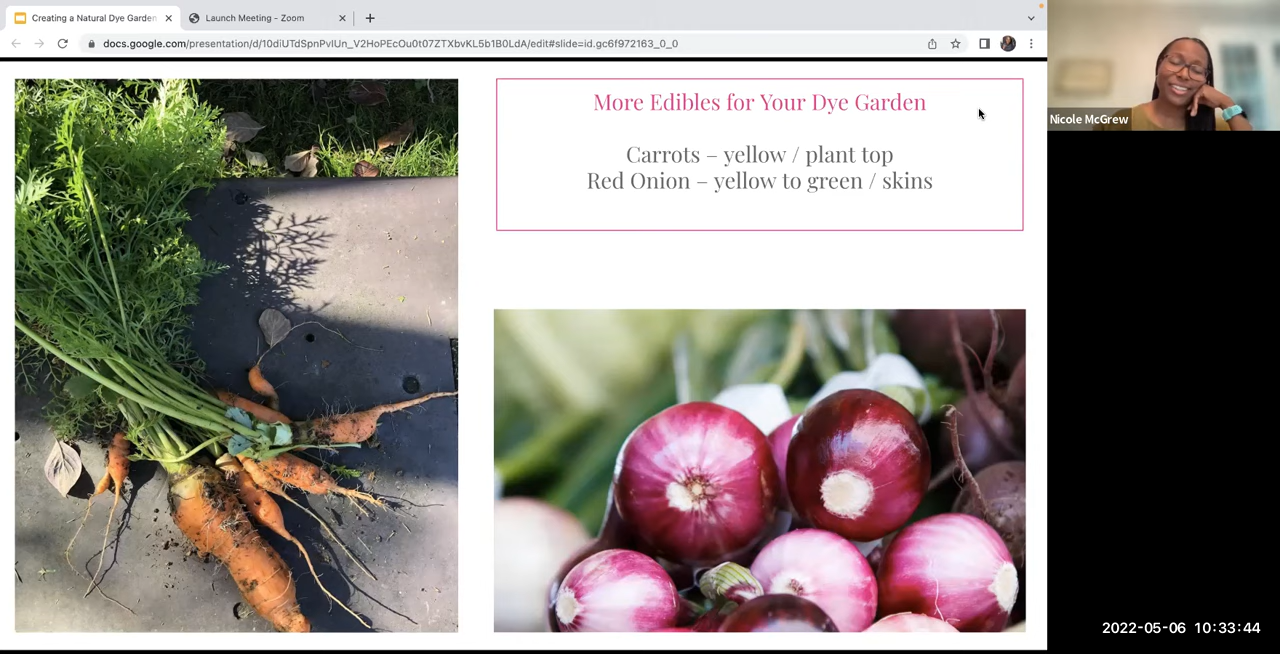 Creating a Natural Dye Garden
Launch Meeting - Zoom
docs.google.com/presentation/d/10diUTdSpnPvIUn_V2HoPEcOu0t07ZTXbvKL5b1B0LdA/edit#slide=id.gc6f972163_0_0
More Edibles for Your Dye Garden
Carrots – yellow / plant top
Red Onion – yellow to green / skins
Nicole McGrew
2022-05-06 10:33:44